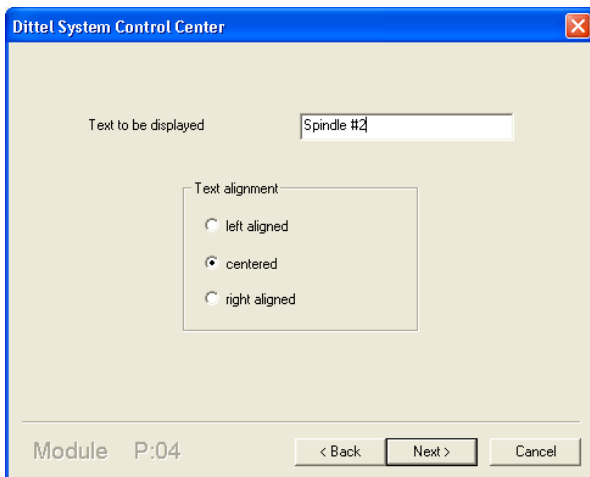 Dittel System Control Center
Text to be displayed Spindle #2
Text alignment
left aligned
centered
right aligned
Module P:04 < Back Next > Cancel